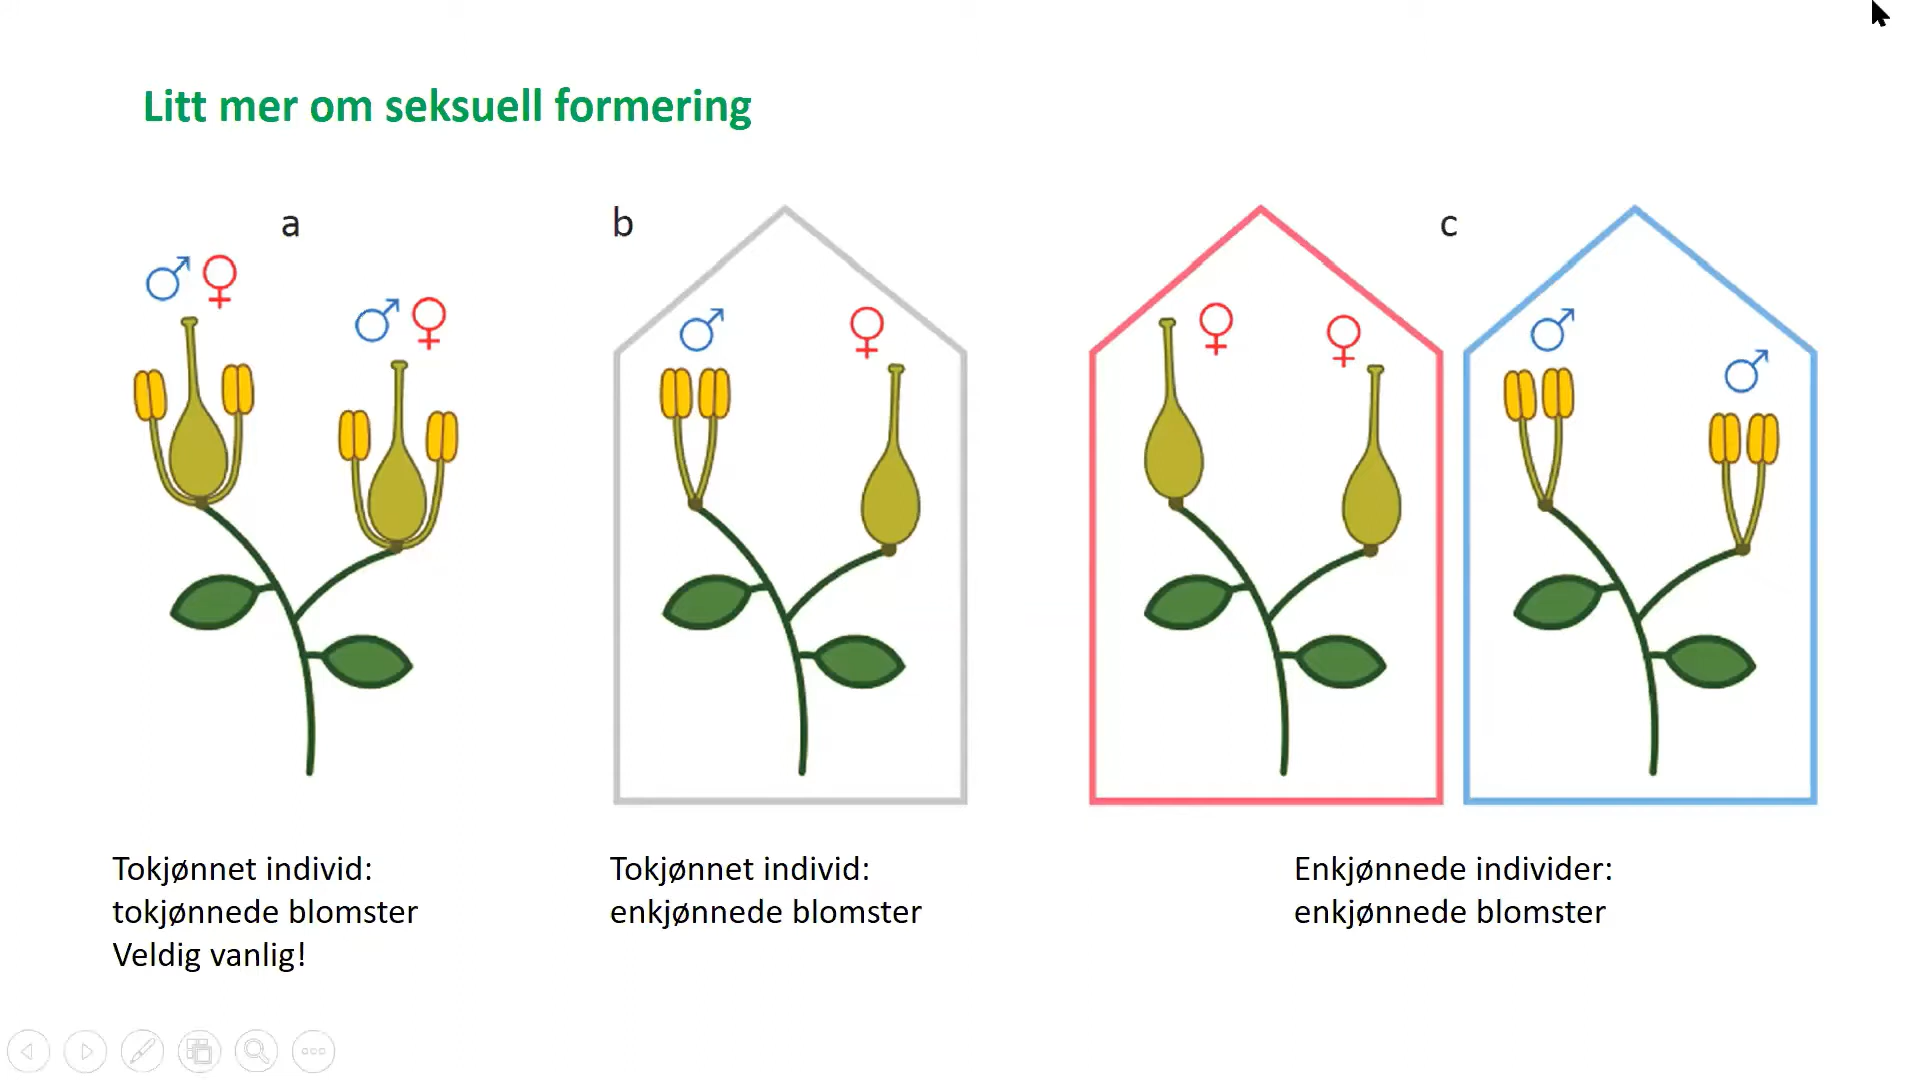 Litt mer om seksuell formering
a
b
c
Tokjønnet individ:
tokjønnede blomster
Veldig vanlig!
Tokjønnet individ:
enkjønnede blomster
Enkjønnede individer:
enkjønnede blomster